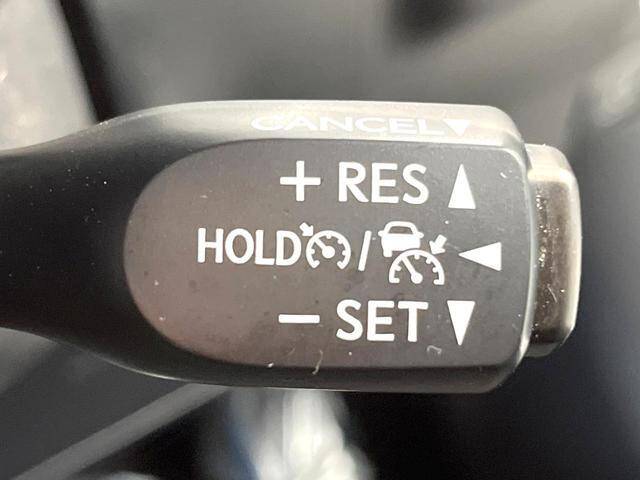 CANCEL▼
+ RES ▲
HOLD / ◀
− SET ▼